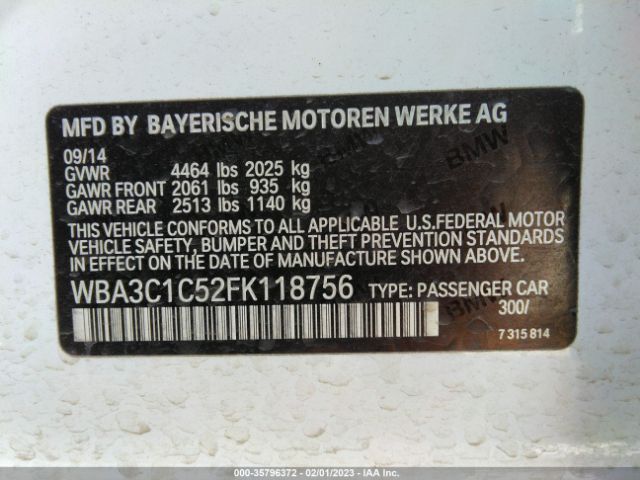 MFD BY BAYERISCHE MOTOREN WERKE AG
09/14
GVWR 4464 lbs 2025 kg
GAWR FRONT 2061 lbs 935 kg
GAWR REAR 2513 lbs 1140 kg
THIS VEHICLE CONFORMS TO ALL APPLICABLE U.S.FEDERAL MOTOR
VEHICLE SAFETY, BUMPER AND THEFT PREVENTION STANDARDS
IN EFFECT ON THE DATE OF MANUFACTURE SHOWN ABOVE.
WBA3C1C52FK118756 TYPE: PASSENGER CAR
300/
7 315 814
BMW
BMW
BMW
000-35796372 - 02/01/2023 - IAA Inc.